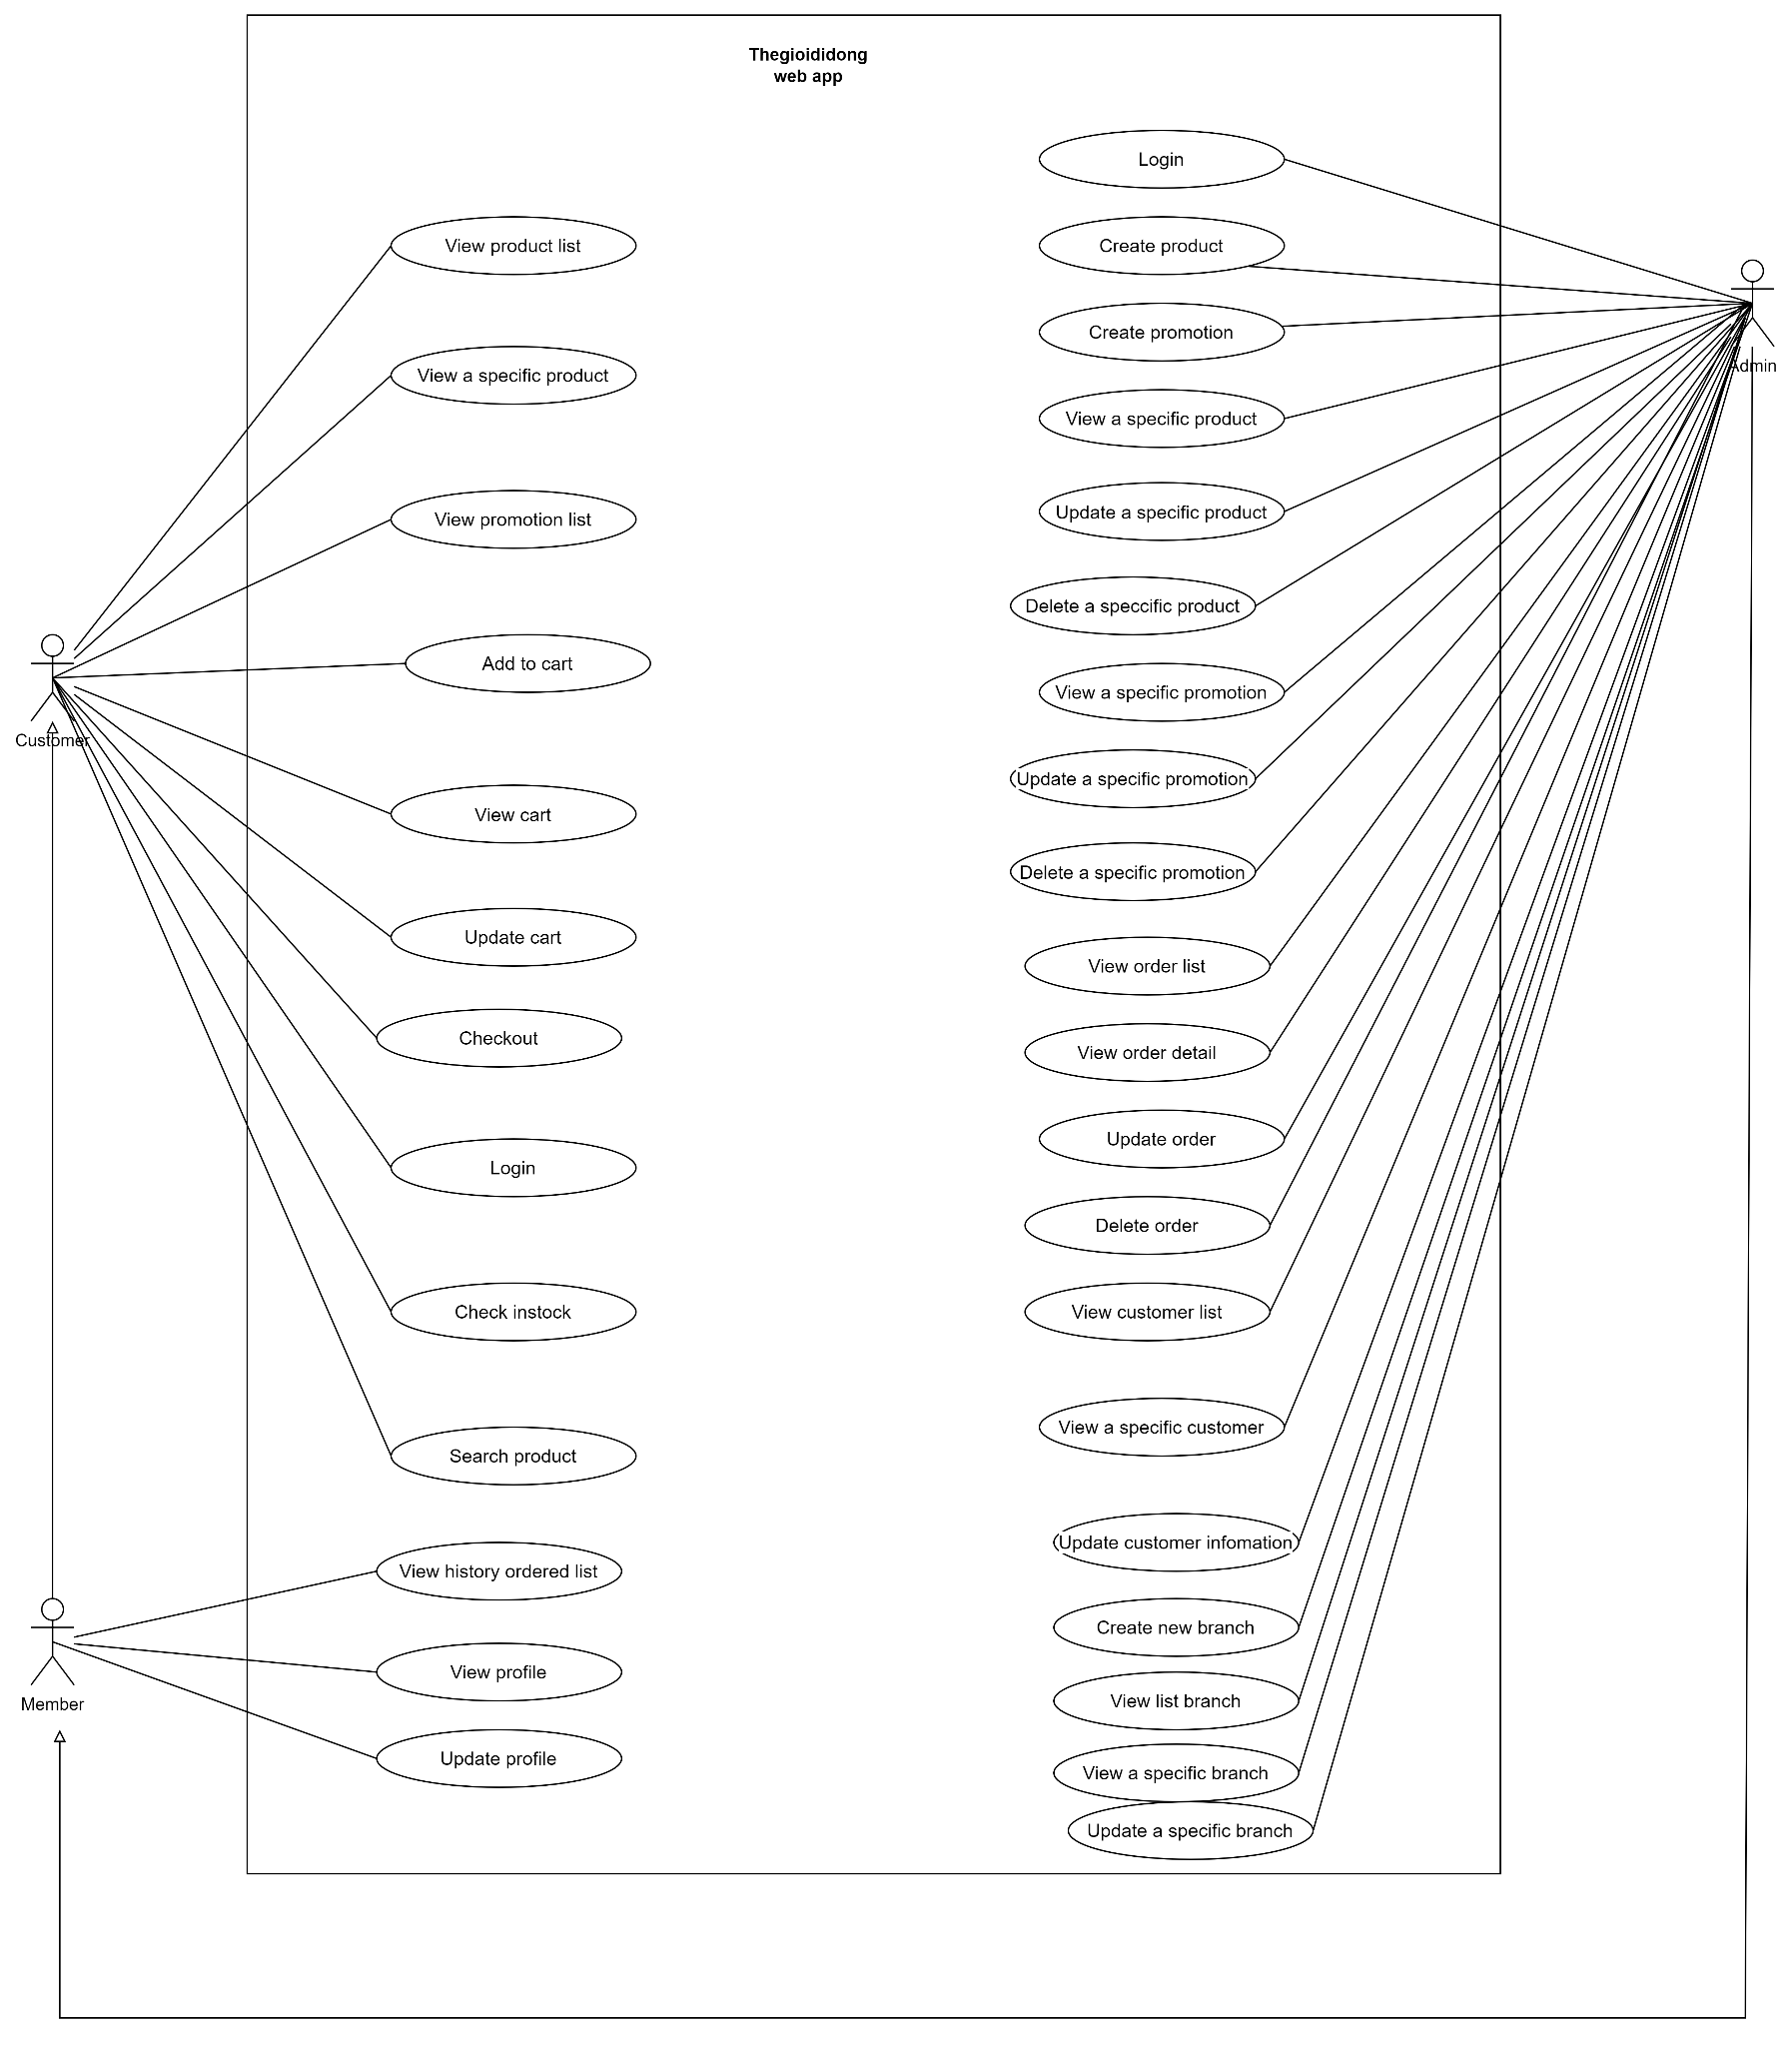 Thegioididong
web app
View product list
View a specific product
View promotion list
Add to cart
View cart
Update cart
Checkout
Login
Check instock
Search product
View history ordered list
View profile
Update profile
Customer
Member
Login
Create product
Create promotion
View a specific product
Update a specific product
Delete a speccific product
View a specific promotion
Update a specific promotion
Delete a specific promotion
View order list
View order detail
Update order
Delete order
View customer list
View a specific customer
Update customer infomation
Create new branch
View list branch
View a specific branch
Update a specific branch
Admin